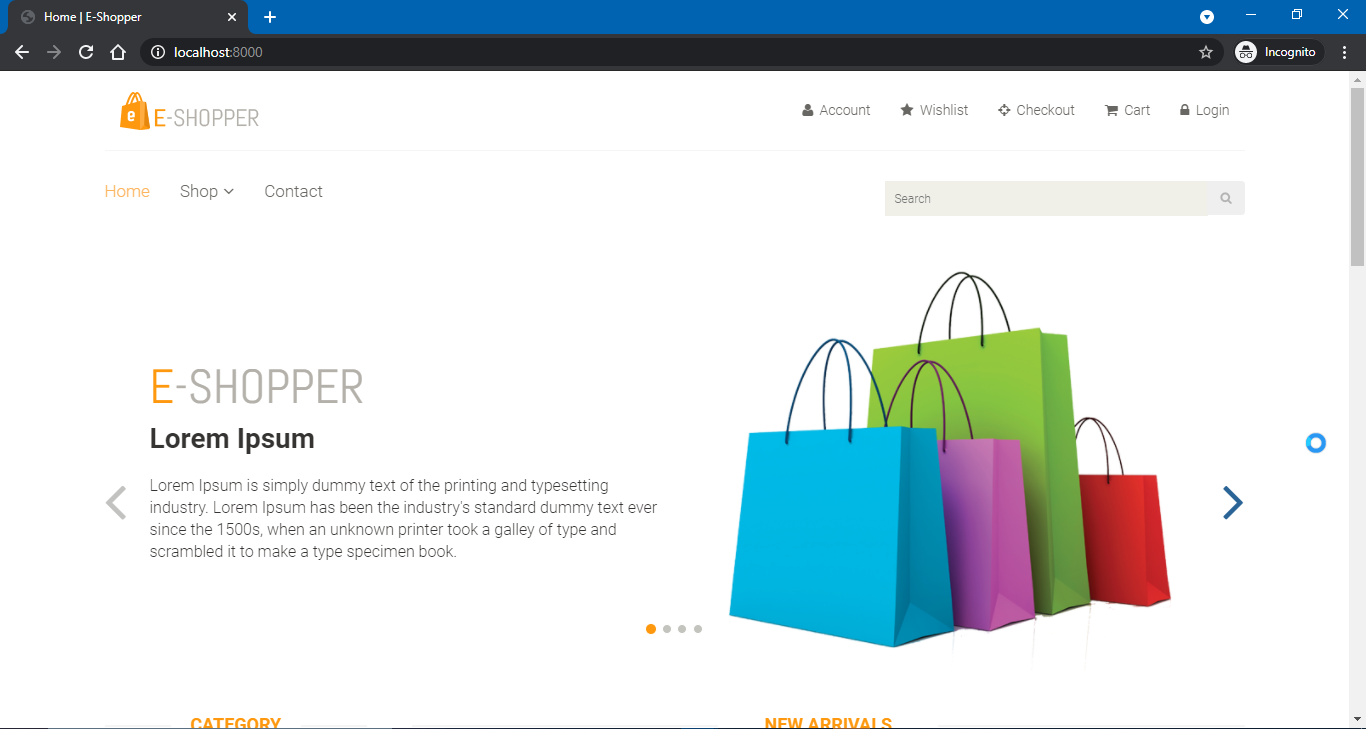 Home | E-Shopper
localhost:8000
Incognito
e E-SHOPPER
Account Wishlist Checkout Cart Login
Home Shop Contact
Search
E-SHOPPER
Lorem Ipsum
Lorem Ipsum is simply dummy text of the printing and typesetting
industry. Lorem Ipsum has been the industry's standard dummy text ever
since the 1500s, when an unknown printer took a galley of type and
scrambled it to make a type specimen book.
CATEGORY
NEW ARRIVALS